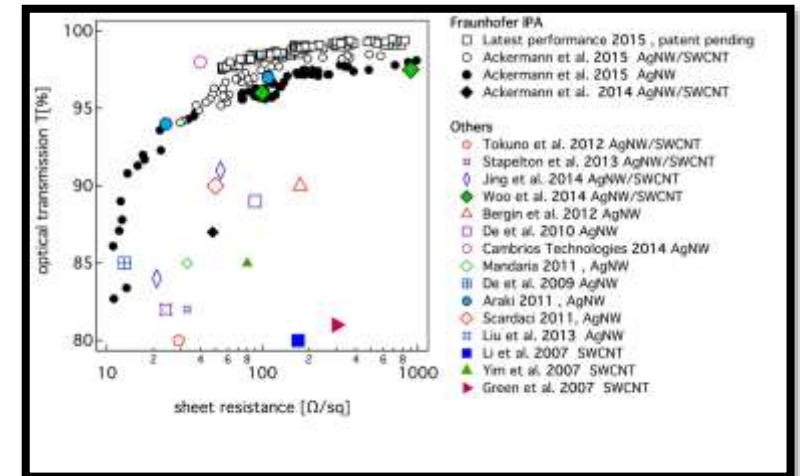 optical transmission T[%]
100
95
90
85
80
10
2
4
6
8
100
2
4
6
8
1000
sheet resistance [Ω/sq]
Fraunhofer IPA
Latest performance 2015 , patent pending
Ackermann et al. 2015 AgNW/SWCNT
Ackermann et al. 2015 AgNW
Ackermann et al. 2014 AgNW/SWCNT
Others
Tokuno et al. 2012 AgNW/SWCNT
Stapelton et al. 2013 AgNW/SWCNT
Jing et al. 2014 AgNW/SWCNT
Woo et al. 2014 AgNW/SWCNT
Bergin et al. 2012 AgNW
De et al. 2010 AgNW
Cambrios Technologies 2014 AgNW
Mandaria 2011 , AgNW
De et al. 2009 AgNW
Araki 2011 , AgNW
Scardaci 2011, AgNW
Liu et al. 2013 AgNW
Li et al. 2007 SWCNT
Yim et al. 2007 SWCNT
Green et al. 2007 SWCNT